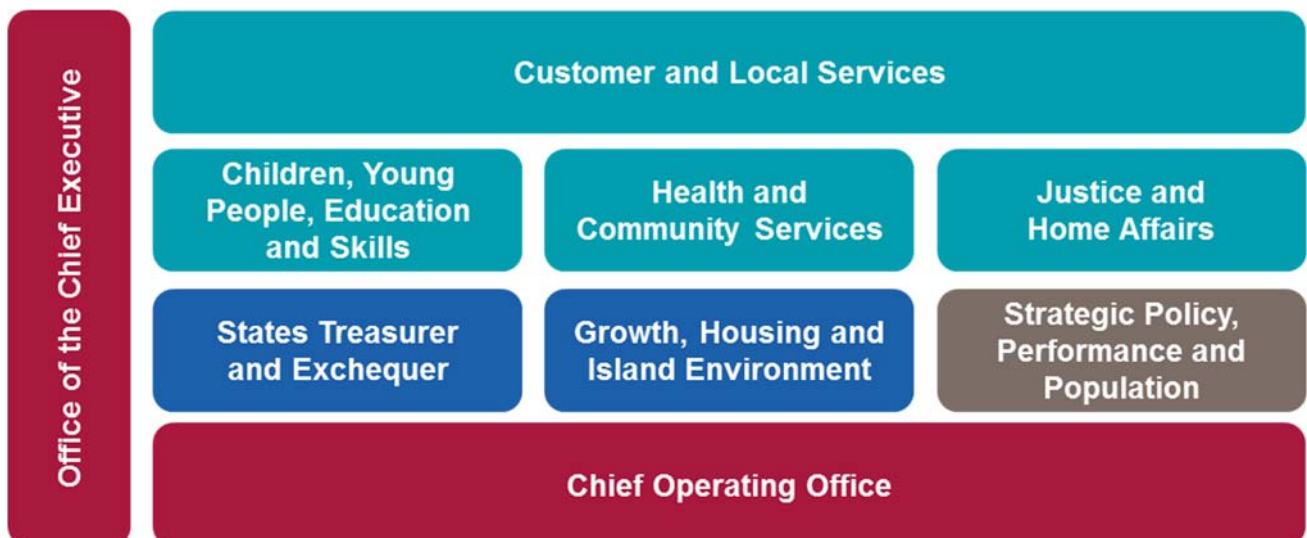 Office of the Chief Executive
Customer and Local Services
Children, Young
People, Education
and Skills
Health and
Community Services
Justice and
Home Affairs
States Treasurer
and Exchequer
Growth, Housing and
Island Environment
Strategic Policy,
Performance and
Population
Chief Operating Office